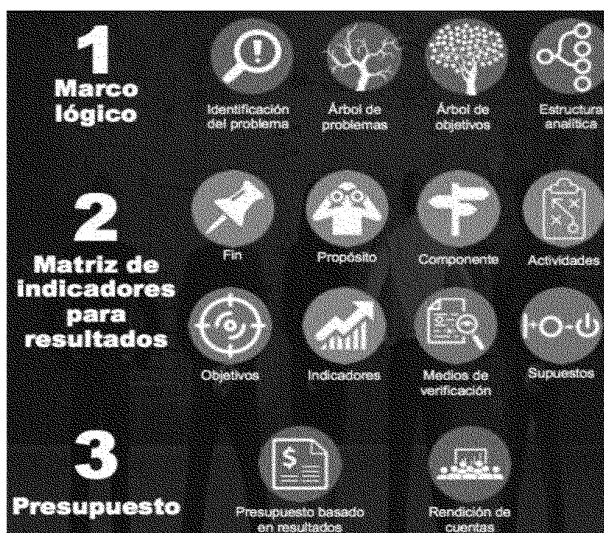 1
Marco
lógico
Identificación
del problema
Árbol de
problemas
Árbol de
objetivos
Estructura
analítica
2
Matriz de
indicadores
para
resultados
Fin
Propósito
Componente
Actividades
Objetivos
Indicadores
Medios de
verificación
Supuestos
3
Presupuesto
Presupuesto basado
en resultados
Rendición de
cuentas